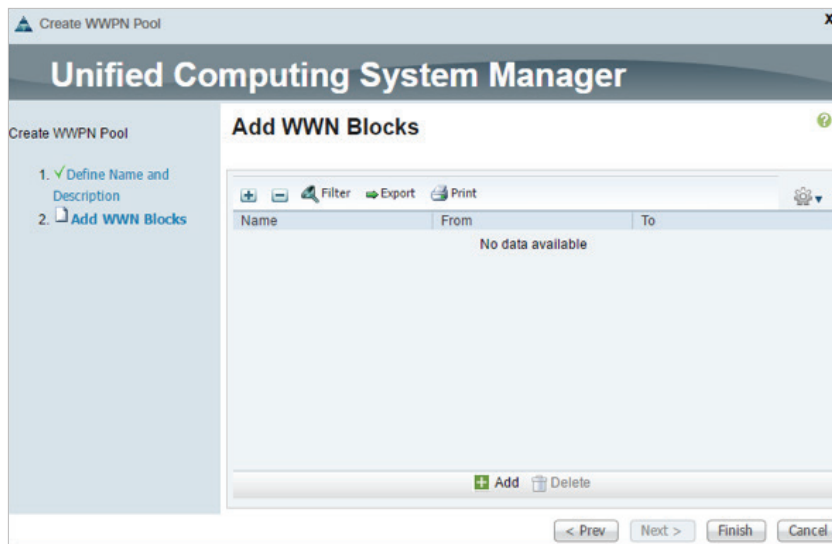 Create WWPN Pool
X
Unified Computing System Manager
Create WWPN Pool
1. Define Name and
Description
2. Add WWN Blocks
Add WWN Blocks
?
Filter Export Print
Name From To
No data available
Add Delete
< Prev Next > Finish Cancel